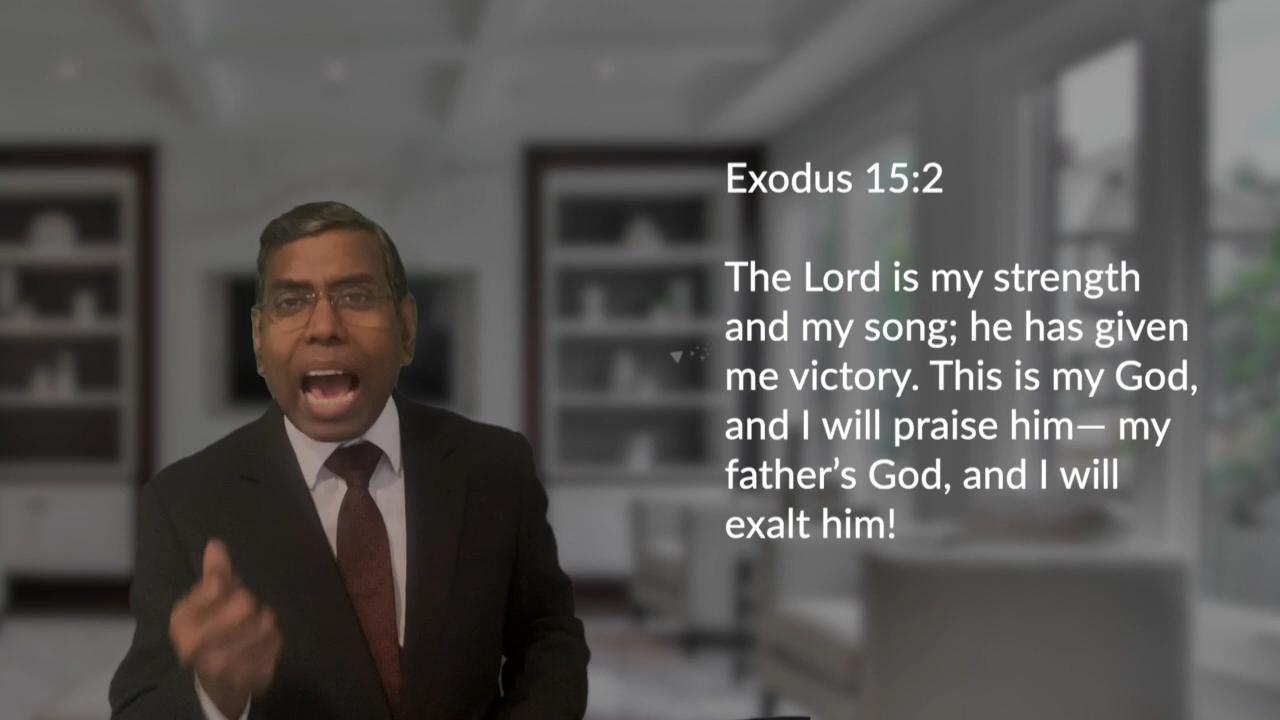 Exodus 15:2
The Lord is my strength
and my song; he has given
me victory. This is my God,
and I will praise him— my
father’s God, and I will
exalt him!